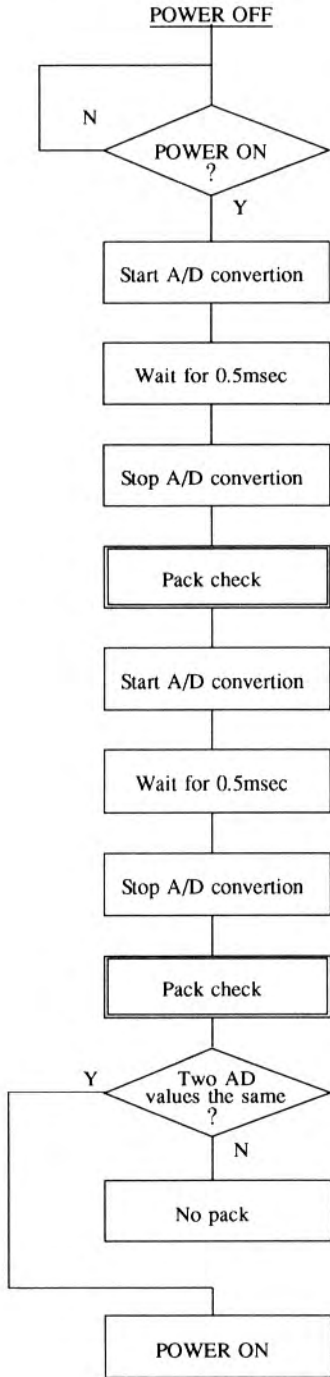 POWER OFF
N
POWER ON
?
Y
Start A/D convertion
Wait for 0.5msec
Stop A/D convertion
Pack check
Start A/D convertion
Wait for 0.5msec
Stop A/D convertion
Pack check
Y
Two AD
values the same
?
N
No pack
POWER ON